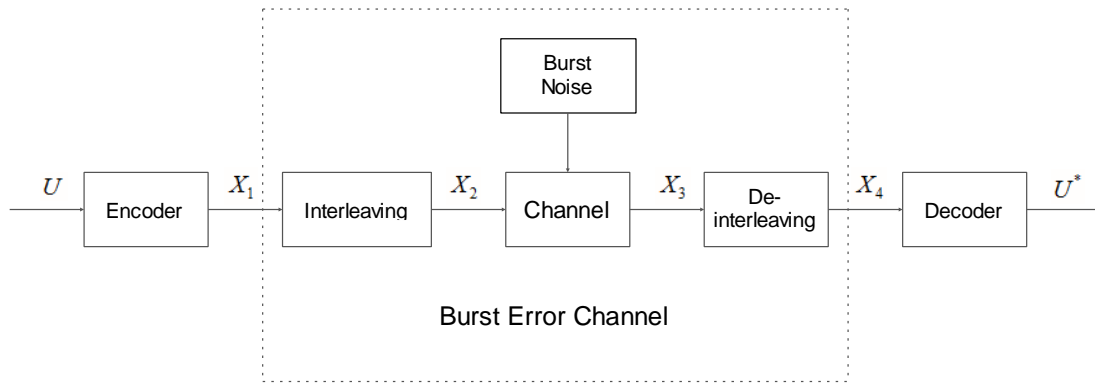 Burst
Noise
U
X₁
X₂
X₃
X₄
U*
Encoder
Interleaving
Channel
De-
interleaving
Decoder
Burst Error Channel